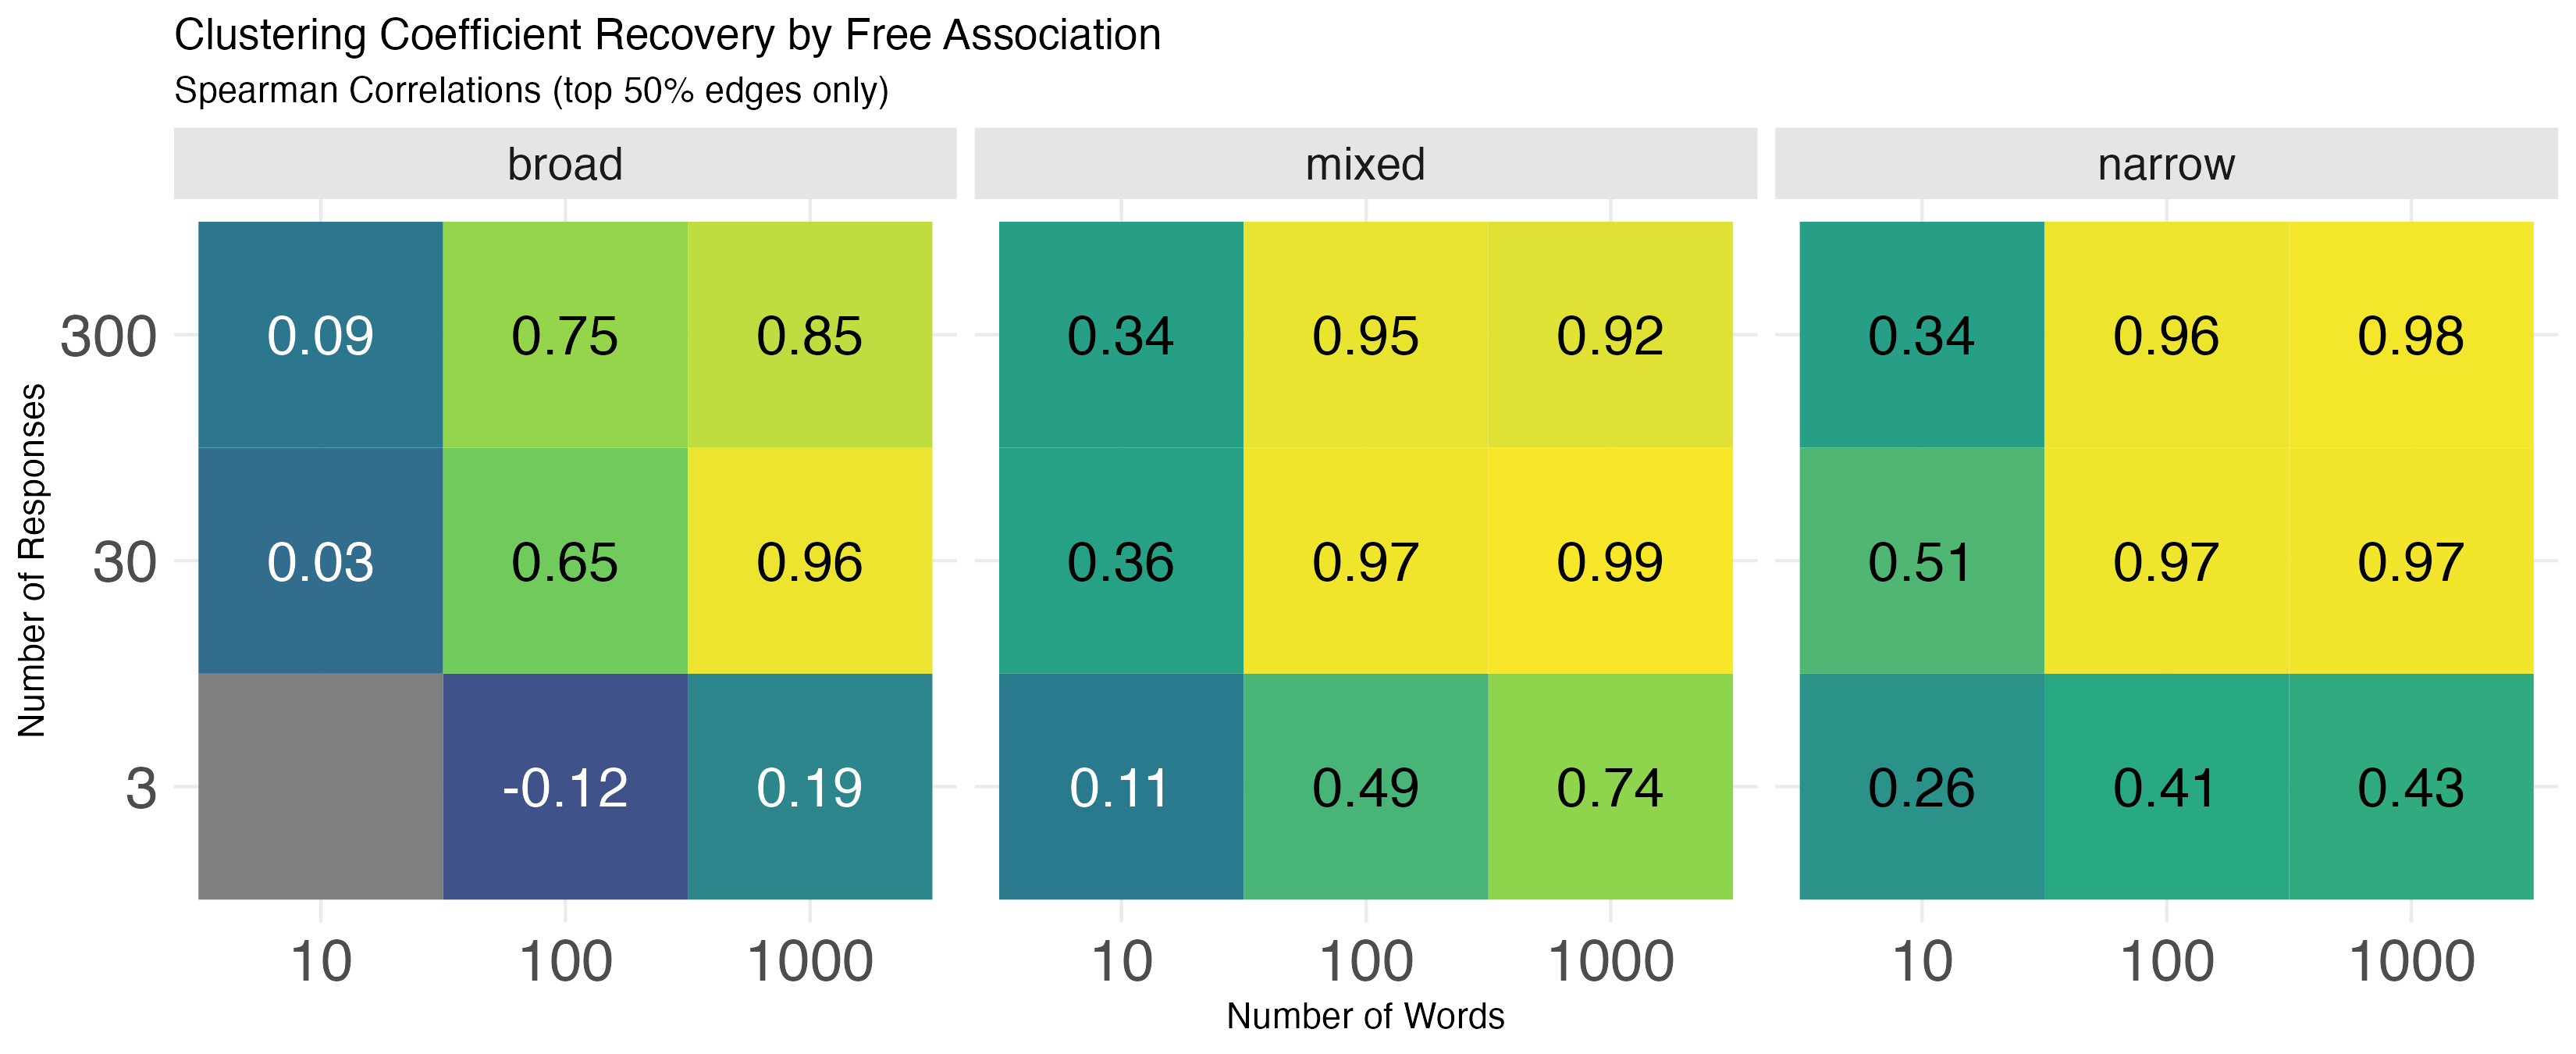 Clustering Coefficient Recovery by Free Association
Spearman Correlations (top 50% edges only)
broad mixed narrow
Number of Responses
300 0.09 0.75 0.85 0.34 0.95 0.92 0.34 0.96 0.98
30 0.03 0.65 0.96 0.36 0.97 0.99 0.51 0.97 0.97
3 -0.12 0.19 0.11 0.49 0.74 0.26 0.41 0.43
10 100 1000 10 100 1000 10 100 1000
Number of Words